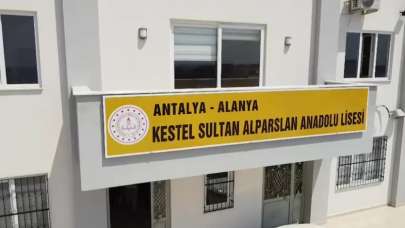 ANTALYA - ALANYA
KESTEL SULTAN ALPARSLAN ANADOLU LİSESİ